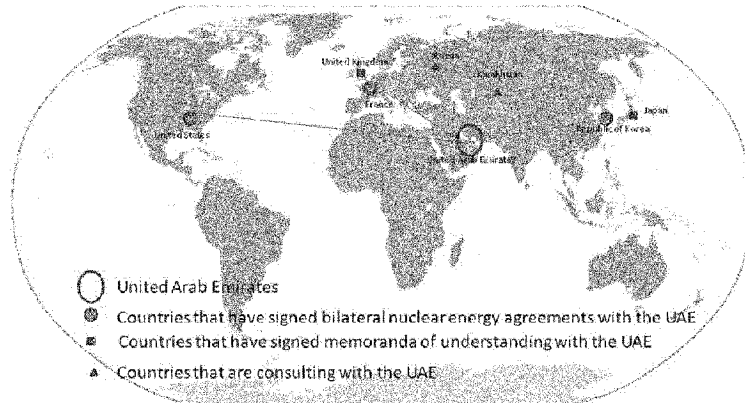 Russia
United Kingdom
Kazakhstan
France
Japan
United States
Republic of Korea
United Arab Emirates
United Arab Emirates
Countries that have signed bilateral nuclear energy agreements with the UAE
Countries that have signed memoranda of understanding with the UAE
Countries that are consulting with the UAE